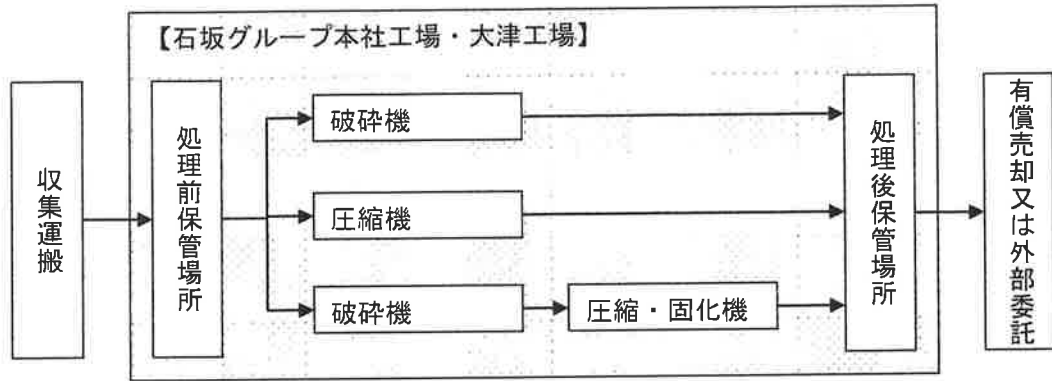 【石坂グループ本社工場・大津工場】
収集運搬
処理前保管場所
破砕機
圧縮機
破砕機
圧縮・固化機
処理後保管場所
有償売却又は外部委託